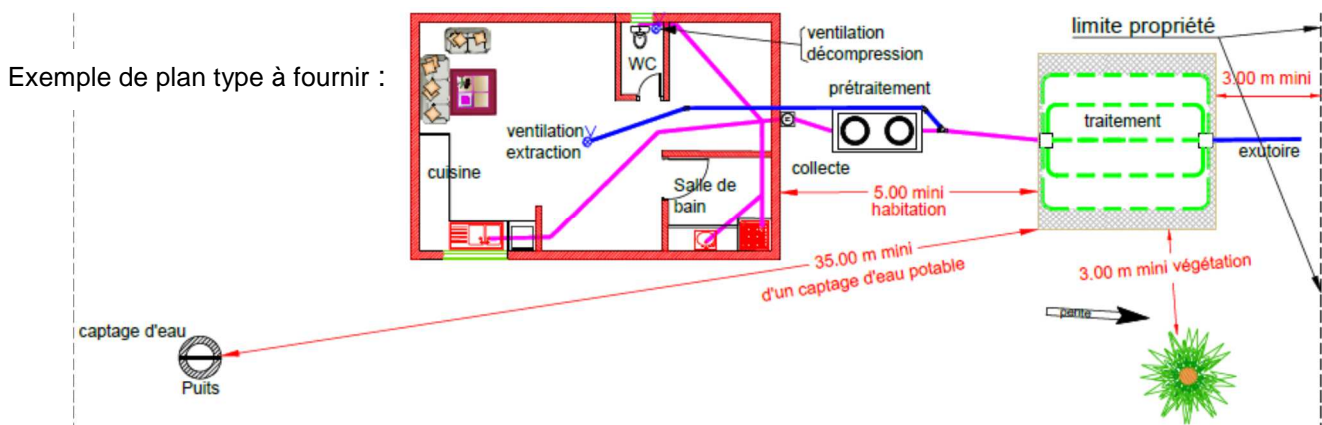 Exemple de plan type à fournir :
WC
ventilation
décompression
limite propriété
3.00 m mini
prétraitement
traitement
ventilation
extraction
cuisine
collecte
exutoire
Salle de
bain
5.00 mini
habitation
35.00 m mini
d'un captage d'eau potable
3.00 m mini végétation
pente
captage d'eau
Puits